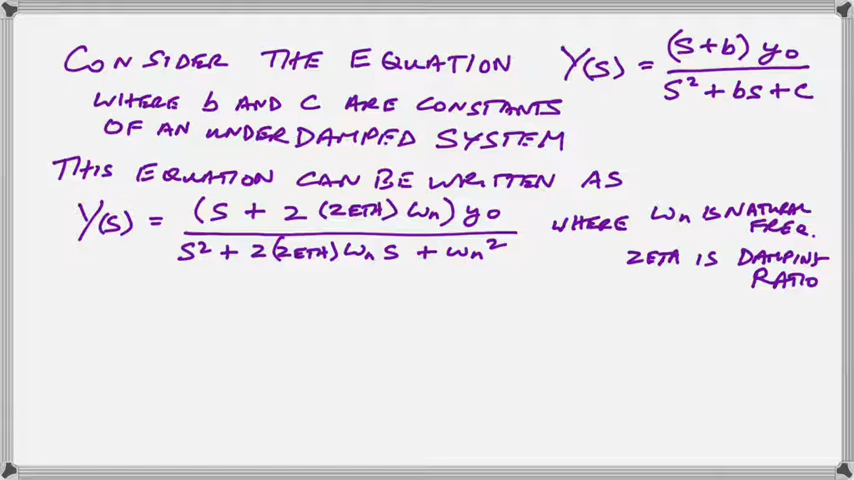 CONSIDER THE EQUATION Y(s) = (s+b) y0 / s² + bs + c
WHERE b AND c ARE CONSTANTS
OF AN UNDERDAMPED SYSTEM
THIS EQUATION CAN BE WRITTEN AS
Y(s) = (s + 2 (ZETA) ωn) y0 / s² + 2(ZETA) ωn s + ωn² WHERE ωn IS NATURAL
FREQ.
ZETA IS DAMPING
RATIO